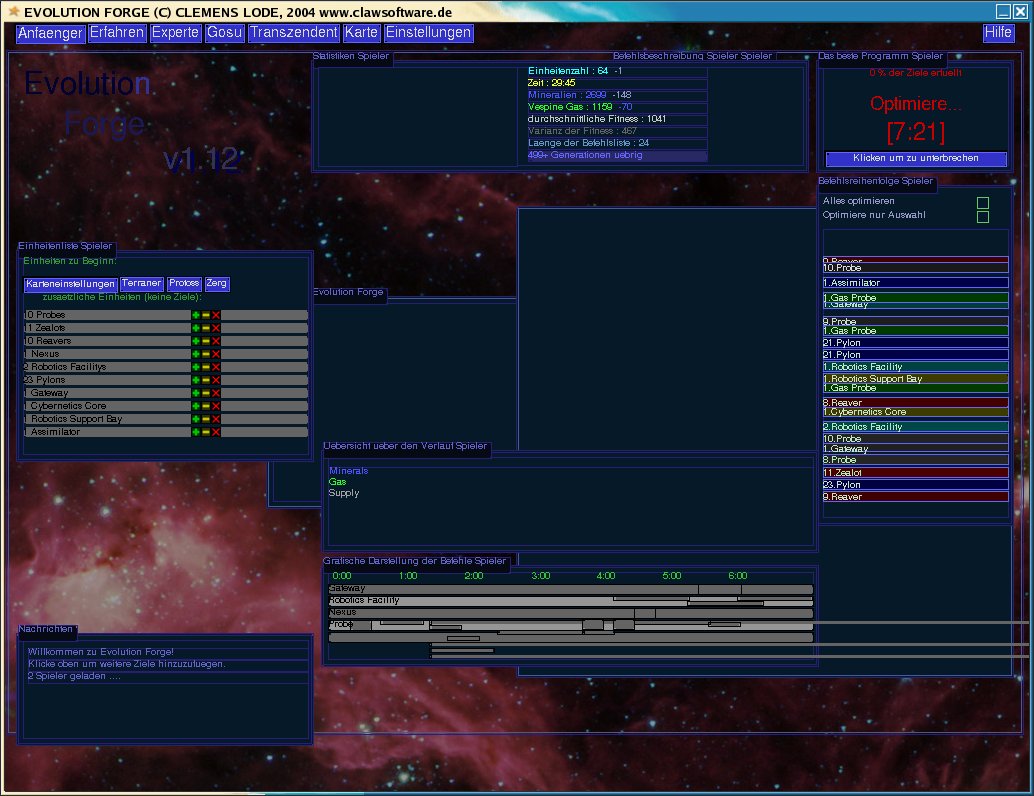 EVOLUTION FORGE (C) CLEMENS LODE, 2004 www.clawsoftware.de
Anfaenger Erfahren Experte Gosu Transzendent Karte Einstellungen Hilfe
Evolution
Forge
v1.12
Statistiken Spieler
Befehlsbeschreibung Spieler Spieler
Einheitenzahl : 64 -1
Zeit : 29:45
Mineralien : 2699 -148
Vespine Gas : 1159 -70
durchschnittliche Fitness : 1041
Varianz der Fitness : 467
Laenge der Befehlsliste : 24
499+ Generationen uebrig
Das beste Programm Spieler
0 % der Ziele erfuellt
Optimiere...
[7:21]
Klicken um zu unterbrechen
Befehlsreihenfolge Spieler
Alles optimieren
Optimiere nur Auswahl
10.Probe
1.Assimilator
1.Gas Probe
1.Gateway
9.Probe
1.Gas Probe
21.Pylon
21.Pylon
1.Robotics Facility
1.Robotics Support Bay
1.Gas Probe
8.Reaver
1.Cybernetics Core
2.Robotics Facility
10.Probe
1.Gateway
8.Probe
11.Zealot
23.Pylon
9.Reaver
Einheitenliste Spieler
Einheiten zu Beginn:
Karteneinstellungen Terraner Protoss Zerg
zusaetzliche Einheiten (keine Ziele):
10 Probes
11 Zealots
10 Reavers
1 Nexus
2 Robotics Facilitys
23 Pylons
1 Gateway
1 Cybernetics Core
1 Robotics Support Bay
1 Assimilator
Evolution Forge
Uebersicht ueber den Verlauf Spieler
Minerals
Gas
Supply
Grafische Darstellung der Befehle Spieler
0:00 1:00 2:00 3:00 4:00 5:00 6:00
Gateway
Robotics Facility
Nexus
Probe
Nachrichten
Willkommen zu Evolution Forge!
Klicke oben um weitere Ziele hinzuzufuegen.
2 Spieler geladen ....